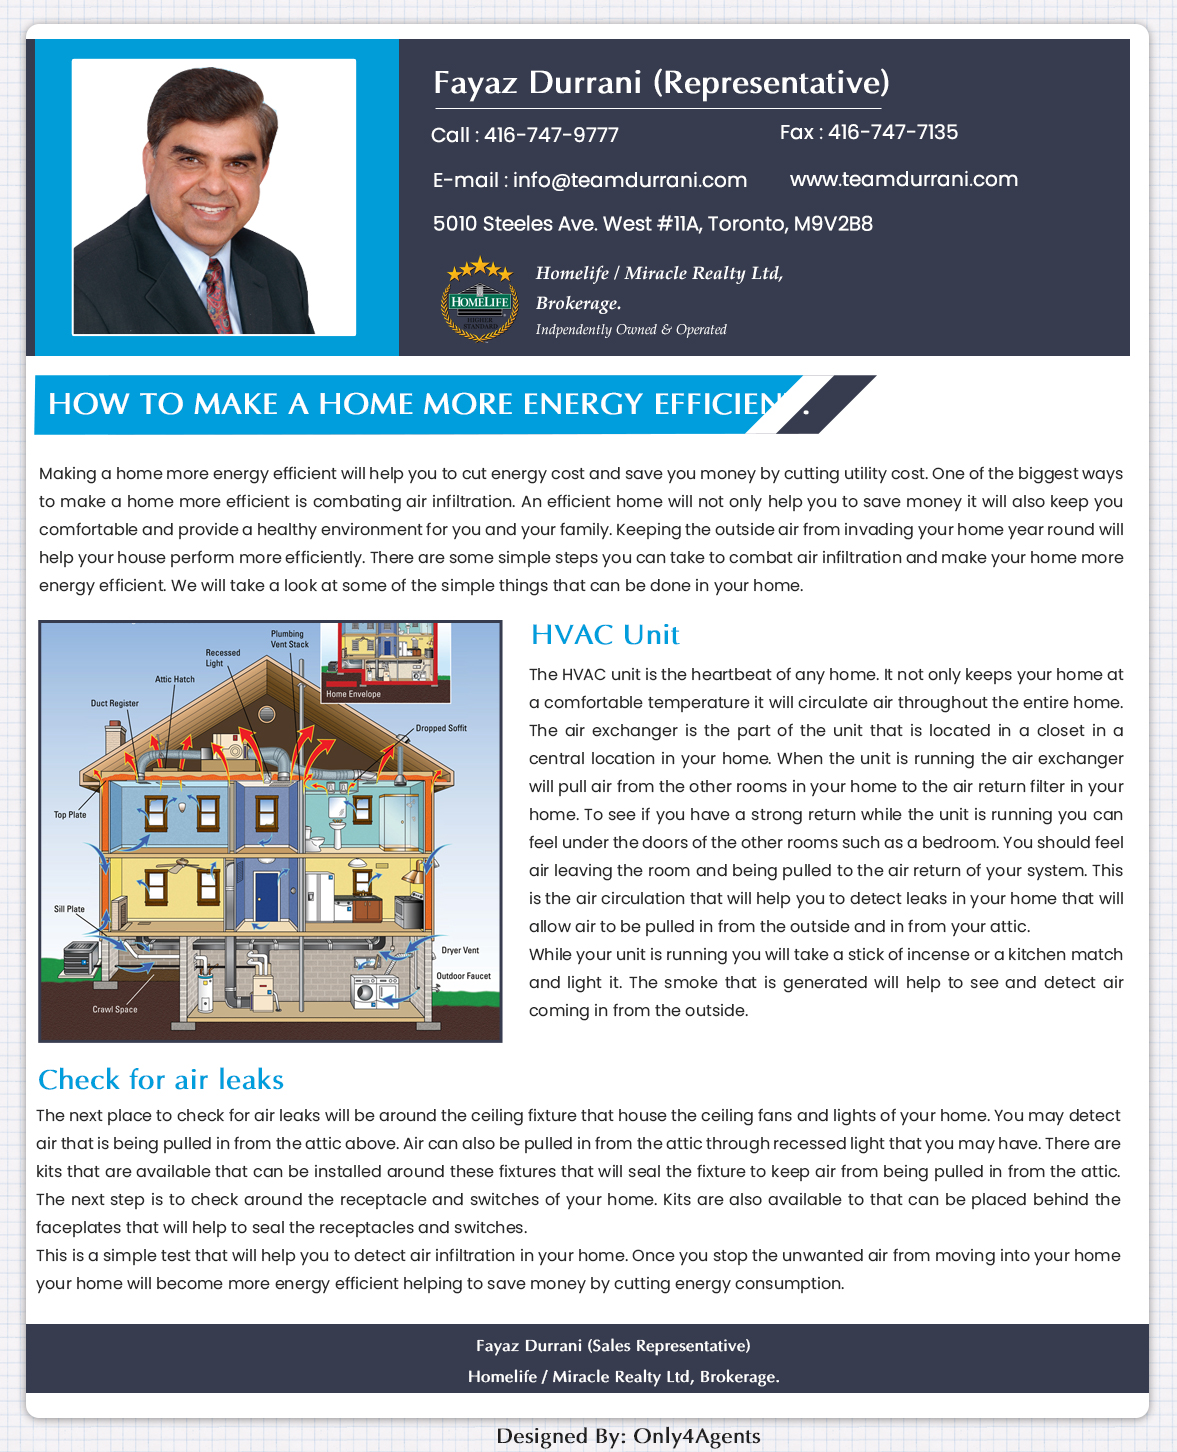 Fayaz Durrani (Representative)
Call : 416-747-9777
Fax : 416-747-7135
E-mail : info@teamdurrani.com
www.teamdurrani.com
5010 Steeles Ave. West #11A, Toronto, M9V2B8
HOMELIFE
HIGHER
STANDARDS
Homelife / Miracle Realty Ltd,
Brokerage.
Indpendently Owned & Operated
HOW TO MAKE A HOME MORE ENERGY EFFICIENT.
Making a home more energy efficient will help you to cut energy cost and save you money by cutting utility cost. One of the biggest ways
to make a home more efficient is combating air infiltration. An efficient home will not only help you to save money it will also keep you
comfortable and provide a healthy environment for you and your family. Keeping the outside air from invading your home year round will
help your house perform more efficiently. There are some simple steps you can take to combat air infiltration and make your home more
energy efficient. We will take a look at some of the simple things that can be done in your home.
Plumbing
Vent Stack
Recessed
Light
Attic Hatch
Duct Register
Home Envelope
Dropped Soffit
Top Plate
Sill Plate
Dryer Vent
Outdoor Faucet
Crawl Space
HVAC Unit
The HVAC unit is the heartbeat of any home. It not only keeps your home at
a comfortable temperature it will circulate air throughout the entire home.
The air exchanger is the part of the unit that is located in a closet in a
central location in your home. When the unit is running the air exchanger
will pull air from the other rooms in your home to the air return filter in your
home. To see if you have a strong return while the unit is running you can
feel under the doors of the other rooms such as a bedroom. You should feel
air leaving the room and being pulled to the air return of your system. This
is the air circulation that will help you to detect leaks in your home that will
allow air to be pulled in from the outside and in from your attic.
While your unit is running you will take a stick of incense or a kitchen match
and light it. The smoke that is generated will help to see and detect air
coming in from the outside.
Check for air leaks
The next place to check for air leaks will be around the ceiling fixture that house the ceiling fans and lights of your home. You may detect
air that is being pulled in from the attic above. Air can also be pulled in from the attic through recessed light that you may have. There are
kits that are available that can be installed around these fixtures that will seal the fixture to keep air from being pulled in from the attic.
The next step is to check around the receptacle and switches of your home. Kits are also available to that can be placed behind the
faceplates that will help to seal the receptacles and switches.
This is a simple test that will help you to detect air infiltration in your home. Once you stop the unwanted air from moving into your home
your home will become more energy efficient helping to save money by cutting energy consumption.
Fayaz Durrani (Sales Representative)
Homelife / Miracle Realty Ltd, Brokerage.
Designed By: Only4Agents